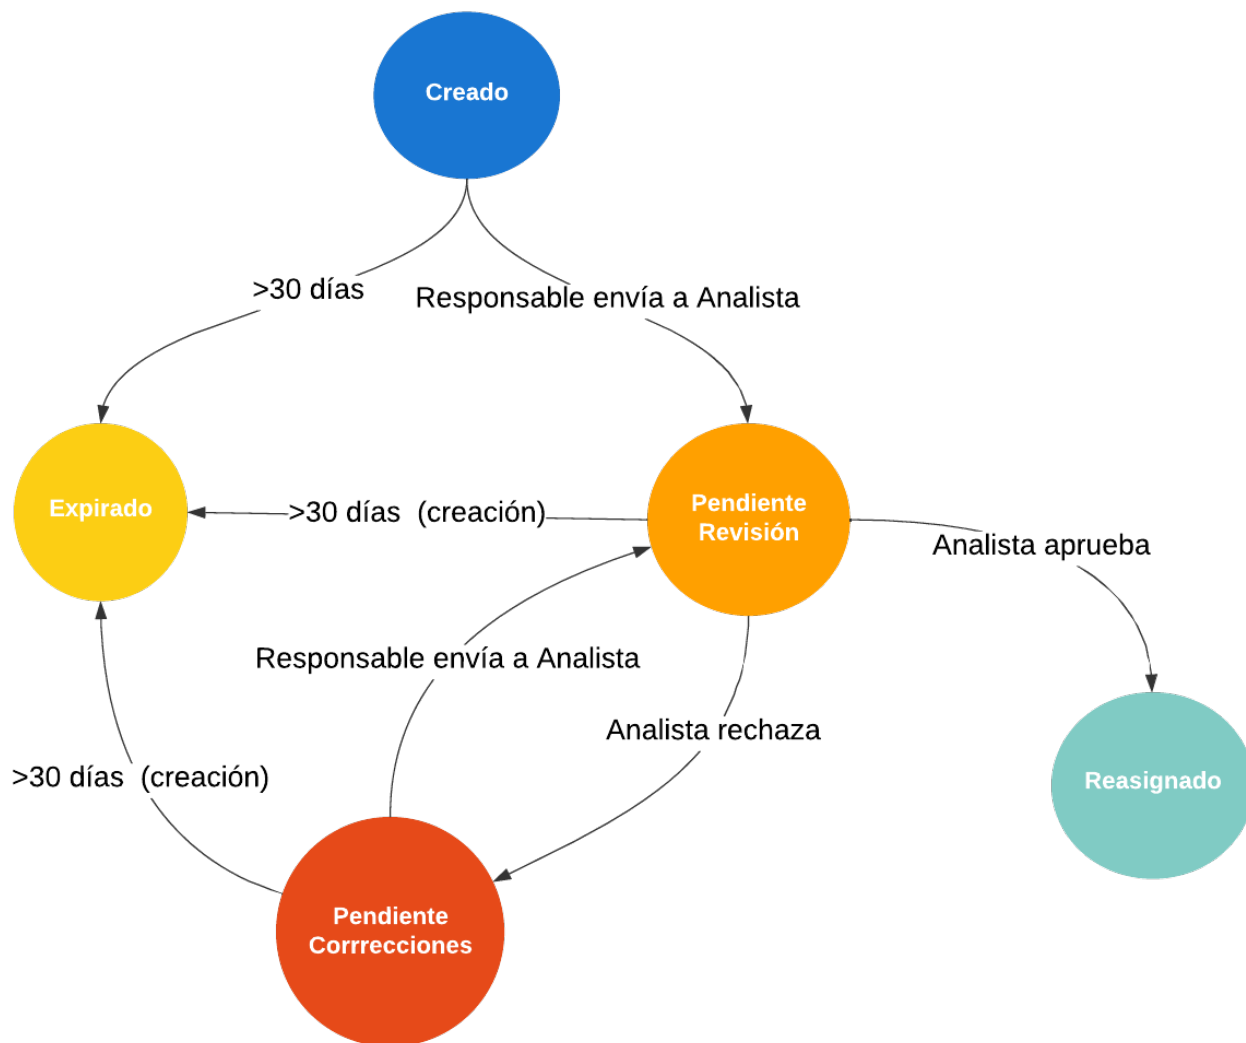 Creado
>30 días
Responsable envía a Analista
Expirado
>30 días  (creación)
Pendiente
Revisión
Analista aprueba
Responsable envía a Analista
Analista rechaza
>30 días  (creación)
Reasignado
Pendiente
Corrrecciones